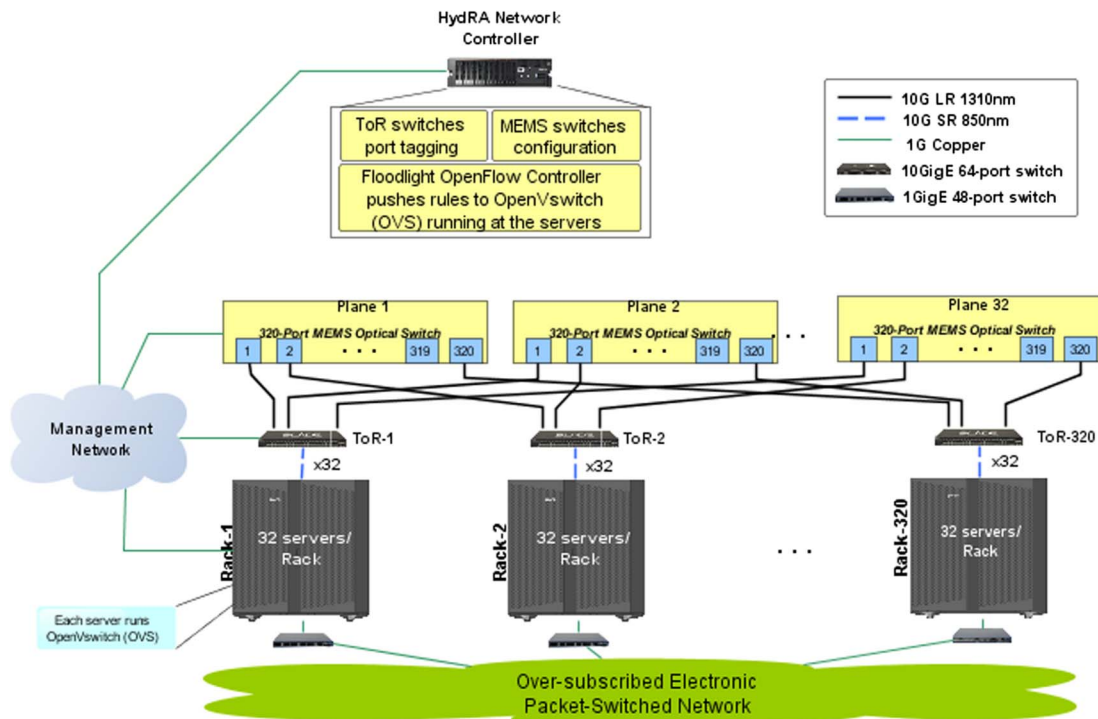 HydRA Network
Controller
ToR switches
port tagging
MEMS switches
configuration
Floodlight OpenFlow Controller
pushes rules to OpenVswitch
(OVS) running at the servers
10G LR 1310nm
10G SR 850nm
1G Copper
10GigE 64-port switch
1GigE 48-port switch
Plane 1
320-Port MEMS Optical Switch
1 2 · · · 319 320
Plane 2
320-Port MEMS Optical Switch
1 2 · · · 319 320
· · ·
Plane 32
320-Port MEMS Optical Switch
1 2 · · · 319 320
Management
Network
ToR-1
ToR-2
ToR-320
x32
x32
x32
Rack-1
32 servers/
Rack
Rack-2
32 servers/
Rack
· · ·
Rack-320
32 servers/
Rack
Each server runs
OpenVswitch (OVS)
Over-subscribed Electronic
Packet-Switched Network